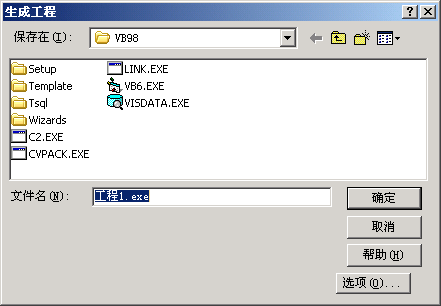 生成工程
保存在(I): VB98
Setup LINK.EXE
Template VB6.EXE
Tsql VISDATA.EXE
Wizards
C2.EXE
CVPACK.EXE
文件名(N): 工程1.exe 确定
取消
帮助(H)
选项(O)...